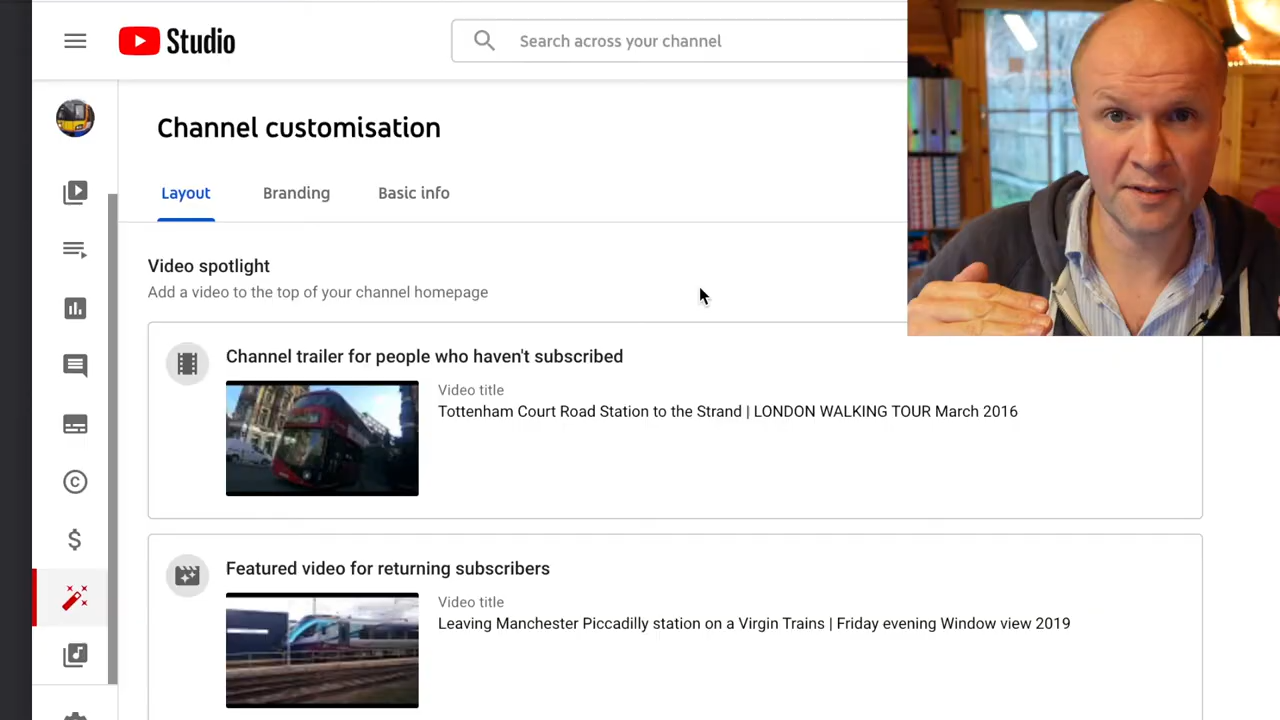 Studio
Search across your channel
Channel customisation
Layout
Branding
Basic info
Video spotlight
Add a video to the top of your channel homepage
Channel trailer for people who haven't subscribed
Video title
Tottenham Court Road Station to the Strand | LONDON WALKING TOUR March 2016
Featured video for returning subscribers
Video title
Leaving Manchester Piccadilly station on a Virgin Trains | Friday evening Window view 2019